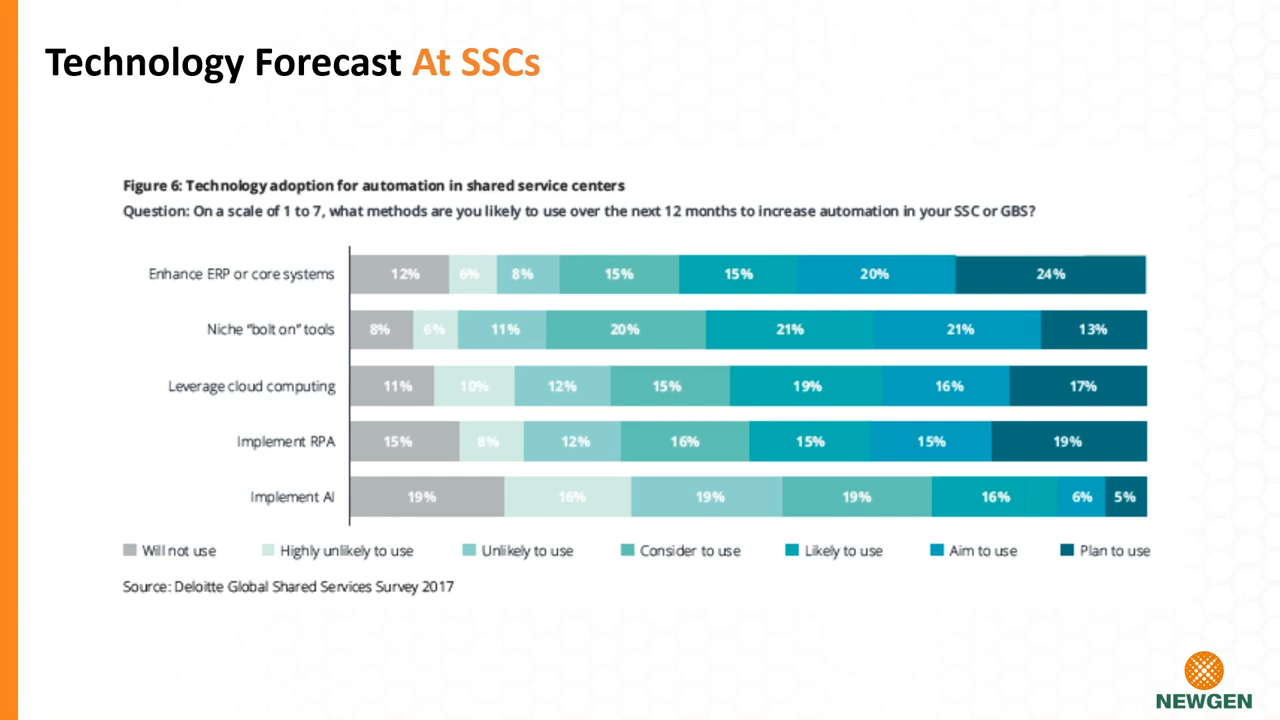 Technology Forecast At SSCs
Figure 6: Technology adoption for automation in shared service centers
Question: On a scale of 1 to 7, what methods are you likely to use over the next 12 months to increase automation in your SSC or GBS?
Enhance ERP or core systems 12% 6% 8% 15% 15% 20% 24%
Niche “bolt on” tools 8% 6% 11% 20% 21% 21% 13%
Leverage cloud computing 11% 10% 12% 15% 19% 16% 17%
Implement RPA 15% 8% 12% 16% 15% 15% 19%
Implement AI 19% 16% 19% 19% 16% 6% 5%
Will not use Highly unlikely to use Unlikely to use Consider to use Likely to use Aim to use Plan to use
Source: Deloitte Global Shared Services Survey 2017
NEWGEN